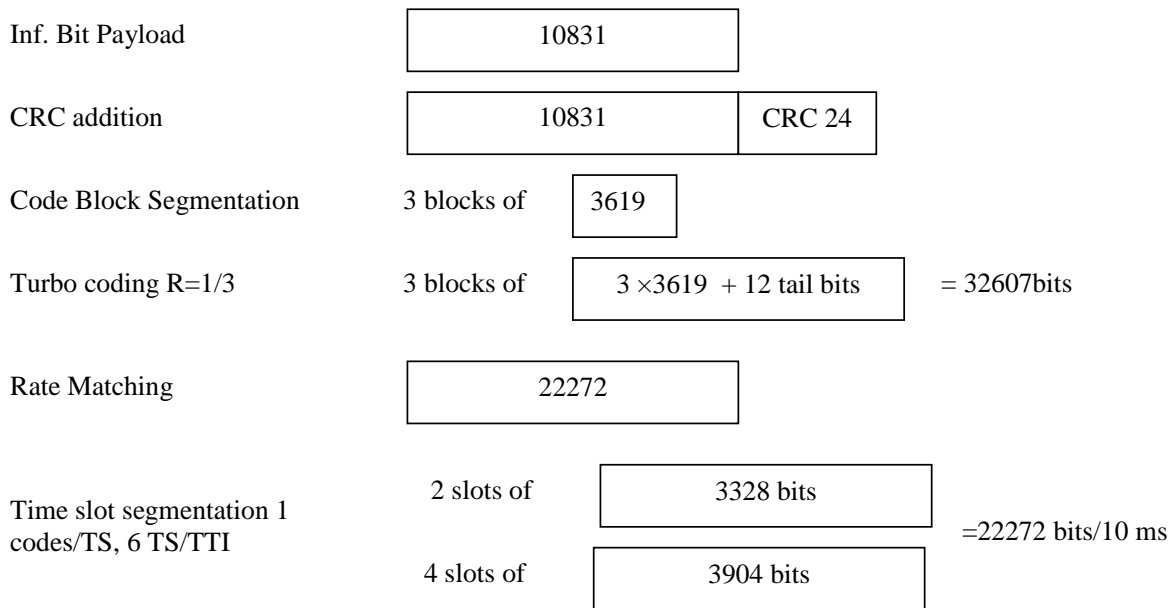 Inf. Bit Payload 10831
CRC addition 10831 CRC 24
Code Block Segmentation 3 blocks of 3619
Turbo coding R=1/3 3 blocks of 3 ×3619 + 12 tail bits = 32607bits
Rate Matching 22272
Time slot segmentation 1
codes/TS, 6 TS/TTI
2 slots of 3328 bits
4 slots of 3904 bits
=22272 bits/10 ms